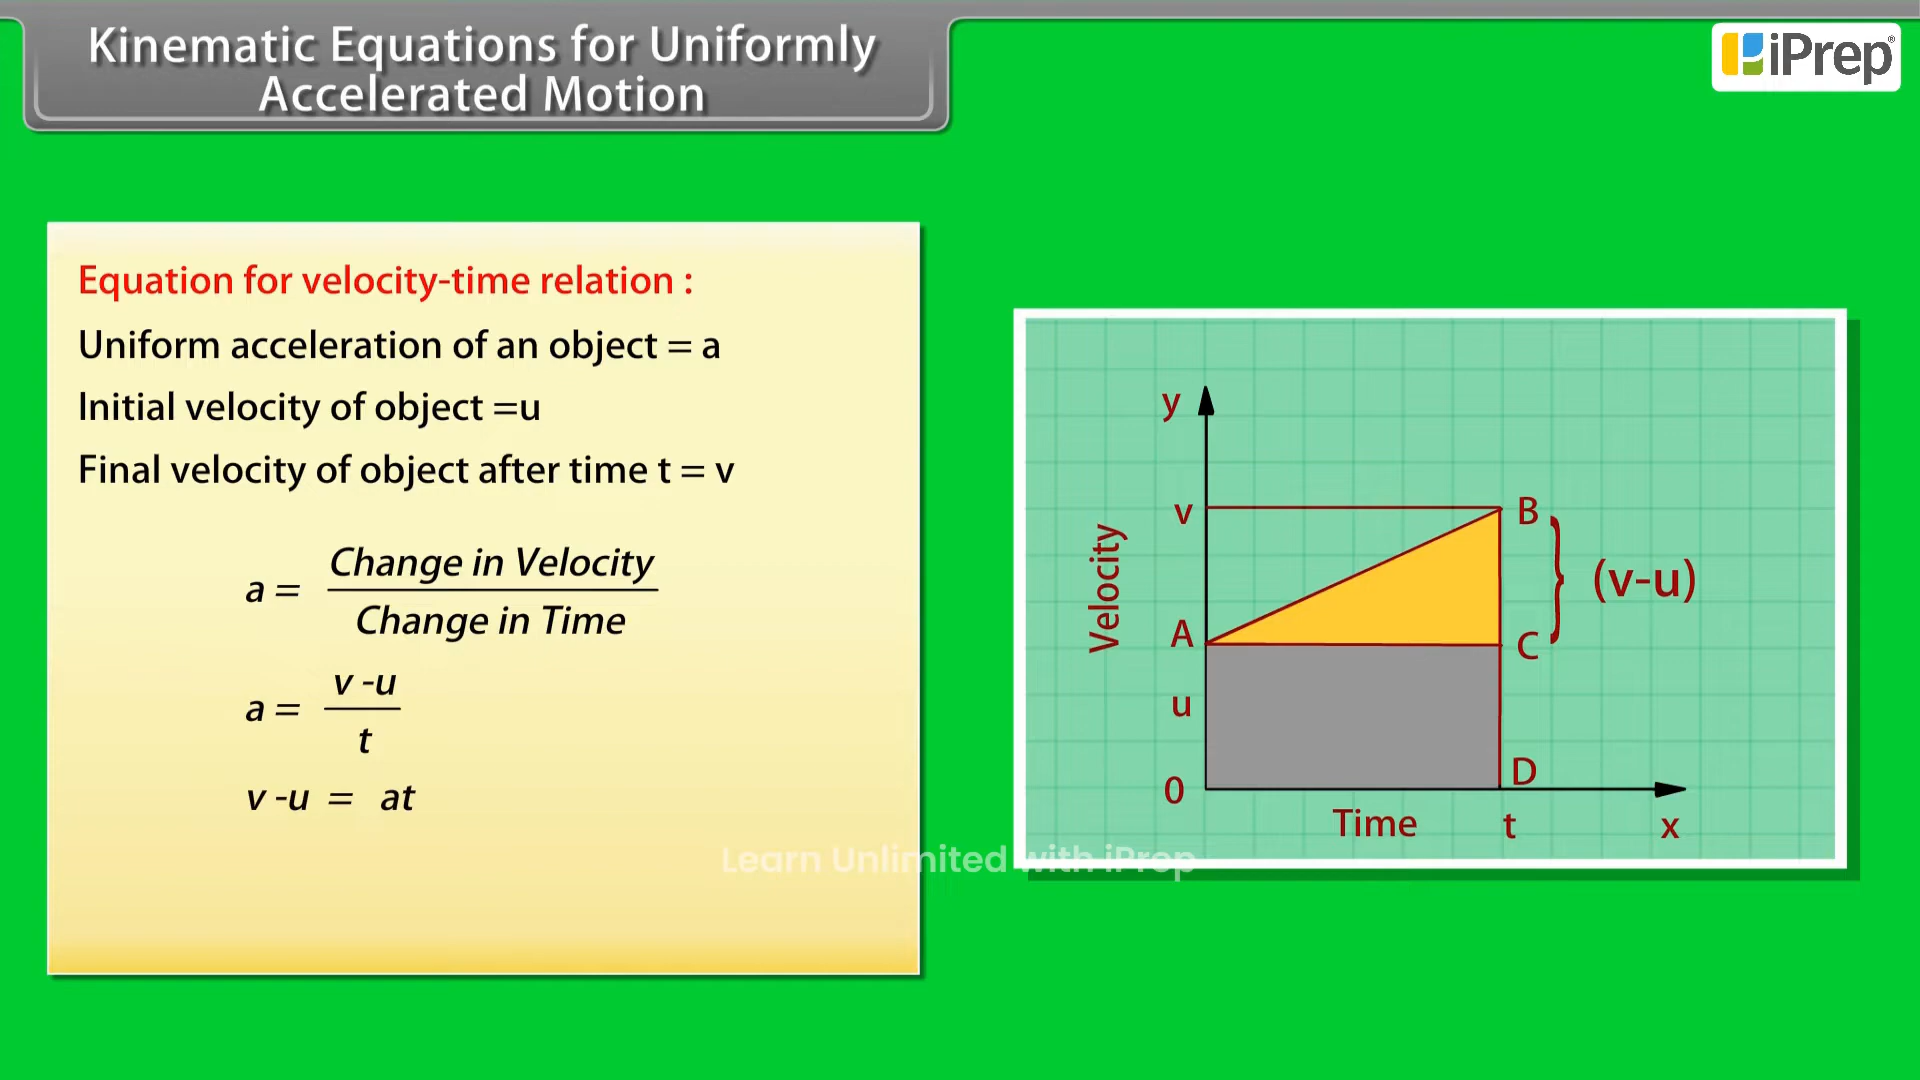 Kinematic Equations for Uniformly
Accelerated Motion
iPrep®
Equation for velocity-time relation :
Uniform acceleration of an object = a
Initial velocity of object =u
Final velocity of object after time t = v
a = Change in Velocity
Change in Time
a = v -u
t
v -u = at
y
v
B
Velocity
(v-u)
A
C
u
D
0
Time
t
x
Learn Unlimited with iPrep